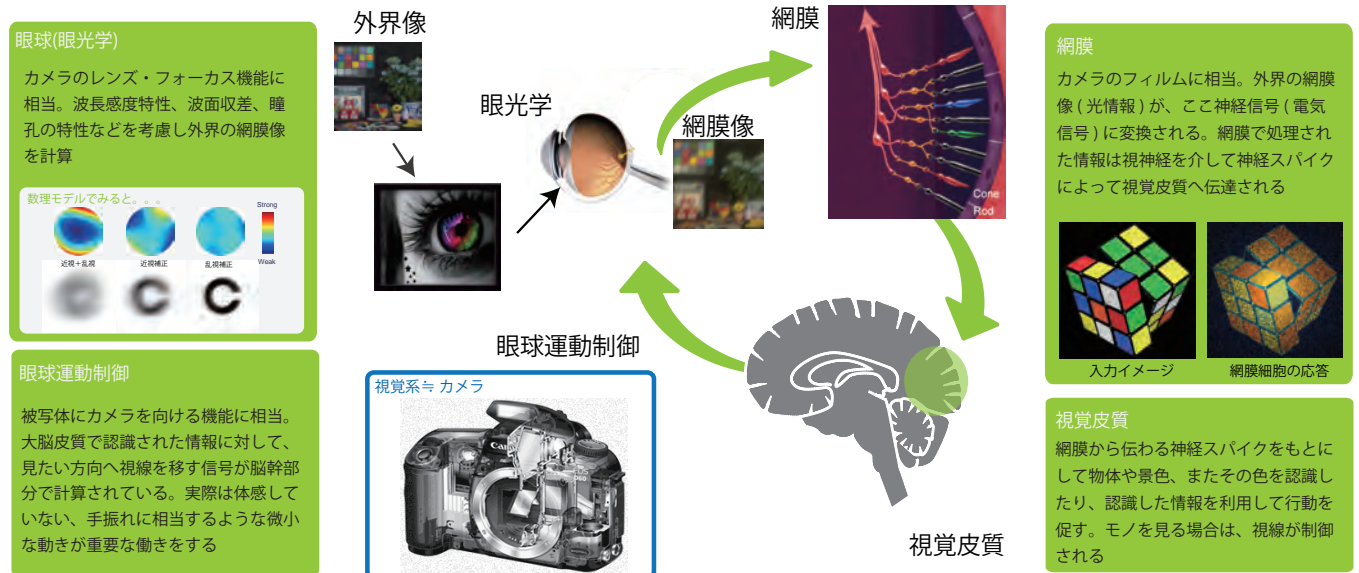 眼球(眼光学)
カメラのレンズ・フォーカス機能に
相当。波長感度特性、波面収差、瞳
孔の特性などを考慮し外界の網膜像
を計算
数理モデルでみると。。。
Strong
Weak
近視＋乱視
近視補正
乱視補正
眼球運動制御
被写体にカメラを向ける機能に相当。
大脳皮質で認識された情報に対して、
見たい方向へ視線を移す信号が脳幹部
分で計算されている。実際は体感して
いない、手振れに相当するような微小
な動きが重要な働きをする
外界像
眼光学
網膜像
網膜
Cone
Rod
眼球運動制御
視覚系≒ カメラ
Canon
視覚皮質
網膜
カメラのフィルムに相当。外界の網膜
像 ( 光情報 ) が、ここ神経信号 ( 電気
信号 ) に変換される。網膜で処理され
た情報は視神経を介して神経スパイク
によって視覚皮質へ伝達される
入力イメージ
網膜細胞の応答
視覚皮質
網膜から伝わる神経スパイクをもとに
して物体や景色、またその色を認識し
たり、認識した情報を利用して行動を
促す。モノを見る場合は、視線が制御
される